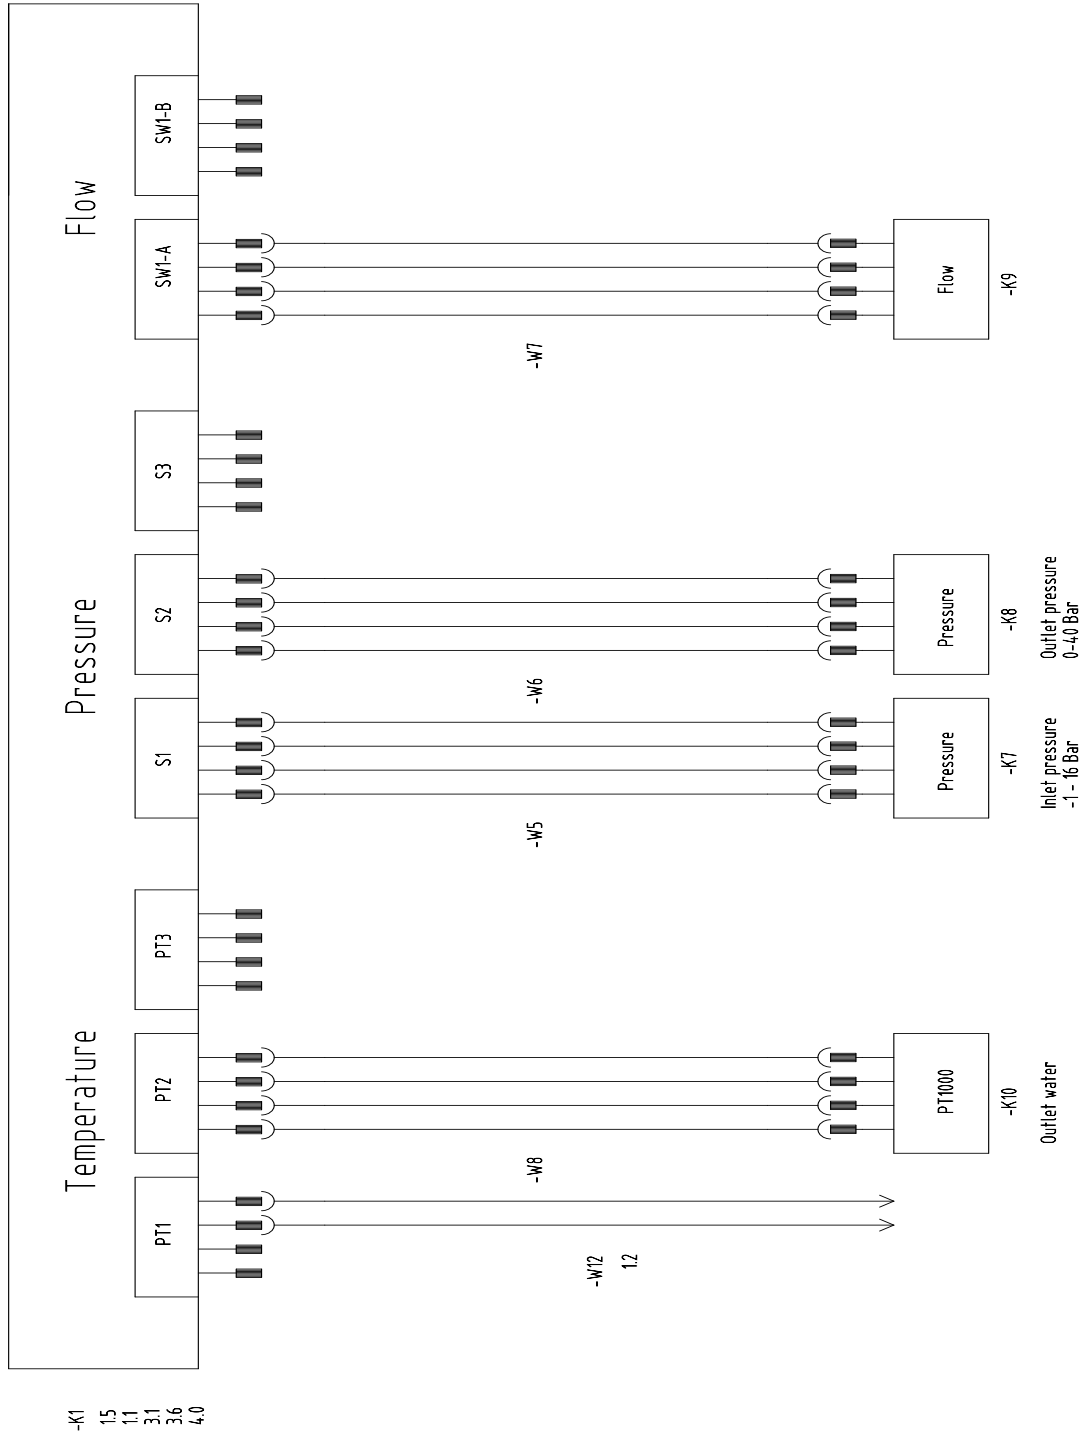 -K1
1.5
1.1
3.1
3.6
4.0
Temperature
Pressure
Flow
PT1
PT2
PT3
S1
S2
S3
SW1-A
SW1-B
-W12
1.2
-W8
-W5
-W6
-W7
PT1000
Pressure
Pressure
Flow
-K10
-K7
-K8
-K9
Outlet water
Inlet pressure
-1 - 16 Bar
Outlet pressure
0-40 Bar